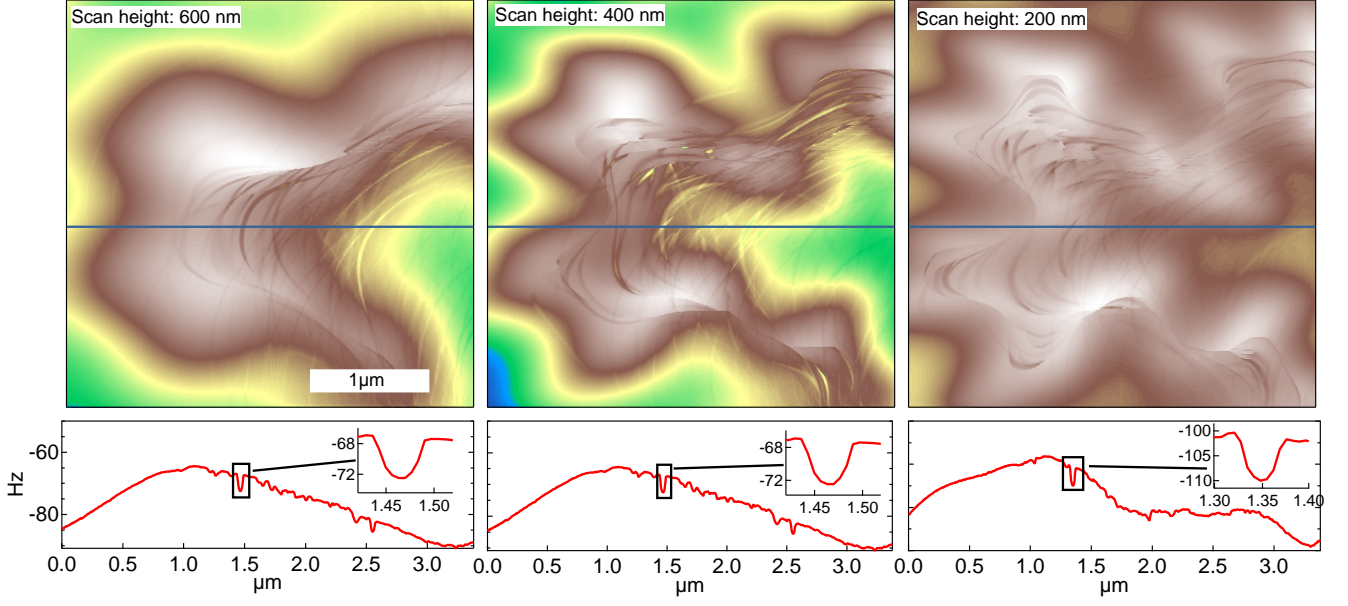 Scan height: 600 nm
Scan height: 400 nm
Scan height: 200 nm
1µm
-60
-80
Hz
-68
-72
1.45 1.50
-68
-72
1.45 1.50
-100
-105
-110
1.30 1.35 1.40
0.0 0.5 1.0 1.5 2.0 2.5 3.0
µm
0.0 0.5 1.0 1.5 2.0 2.5 3.0
µm
0.0 0.5 1.0 1.5 2.0 2.5 3.0
µm